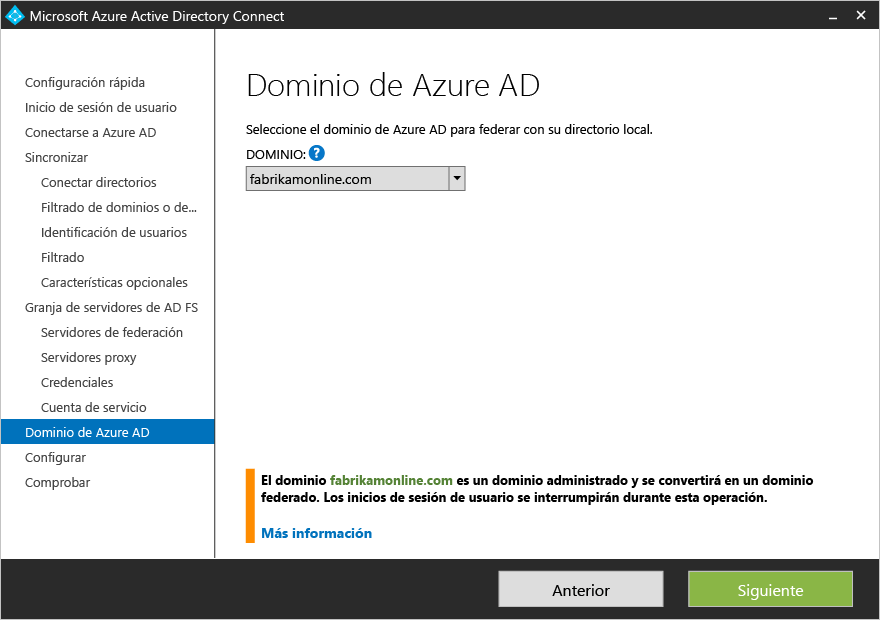 Microsoft Azure Active Directory Connect
Configuración rápida
Inicio de sesión de usuario
Conectarse a Azure AD
Sincronizar
Conectar directorios
Filtrado de dominios o de...
Identificación de usuarios
Filtrado
Características opcionales
Granja de servidores de AD FS
Servidores de federación
Servidores proxy
Credenciales
Cuenta de servicio
Dominio de Azure AD
Configurar
Comprobar
Dominio de Azure AD
Seleccione el dominio de Azure AD para federar con su directorio local.
DOMINIO: ?
fabrikamonline.com
El dominio fabrikamonline.com es un dominio administrado y se convertirá en un dominio
federado. Los inicios de sesión de usuario se interrumpirán durante esta operación.
Más información
Anterior
Siguiente